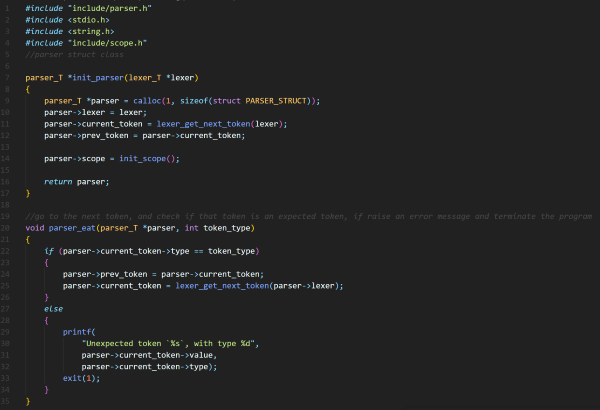 1 #include "include/parser.h"
2 #include <stdio.h>
3 #include <string.h>
4 #include "include/scope.h"
5 //parser struct class
6
7 parser_T *init_parser(lexer_T *lexer)
8 {
9     parser_T *parser = calloc(1, sizeof(struct PARSER_STRUCT));
10     parser->lexer = lexer;
11     parser->current_token = lexer_get_next_token(lexer);
12     parser->prev_token = parser->current_token;
13
14     parser->scope = init_scope();
15
16     return parser;
17 }
18
19 //go to the next token, and check if that token is an expected token, if raise an error message and terminate the program
20 void parser_eat(parser_T *parser, int token_type)
21 {
22     if (parser->current_token->type == token_type)
23     {
24         parser->prev_token = parser->current_token;
25         parser->current_token = lexer_get_next_token(parser->lexer);
26     }
27     else
28     {
29         printf(
30             "Unexpected token `%s`, with type %d",
31             parser->current_token->value,
32             parser->current_token->type);
33         exit(1);
34     }
35 }